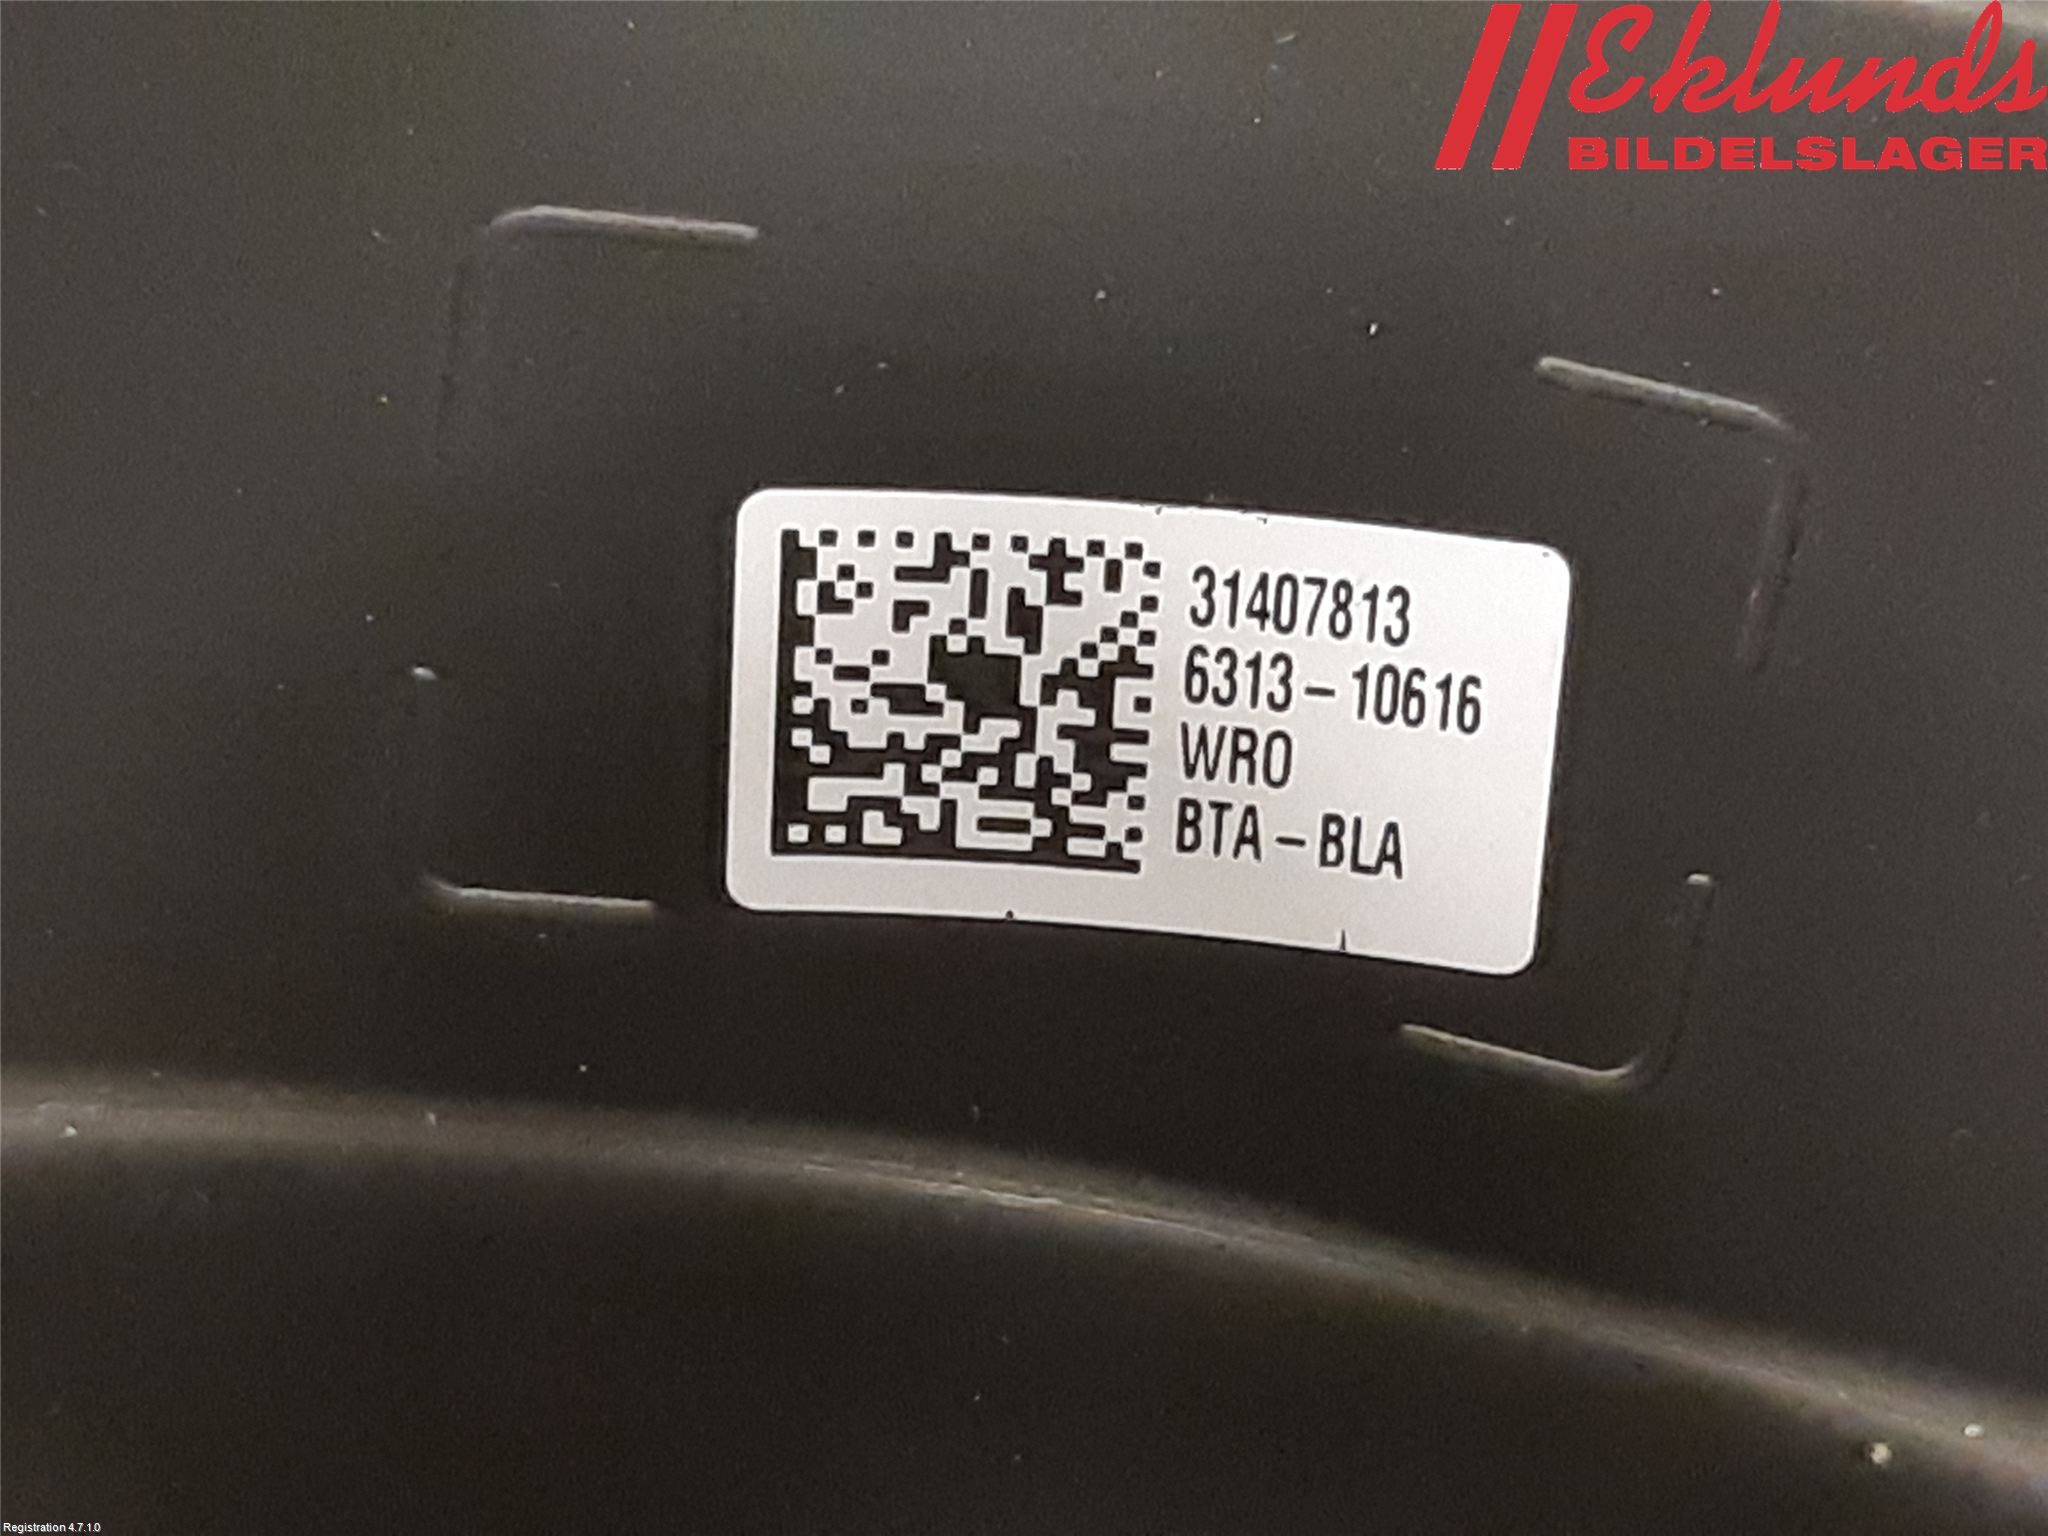 Eklunds
BILDELSLAGER
31407813
6313-10616
WRO
BTA-BLA
Registration 4.7.1.0